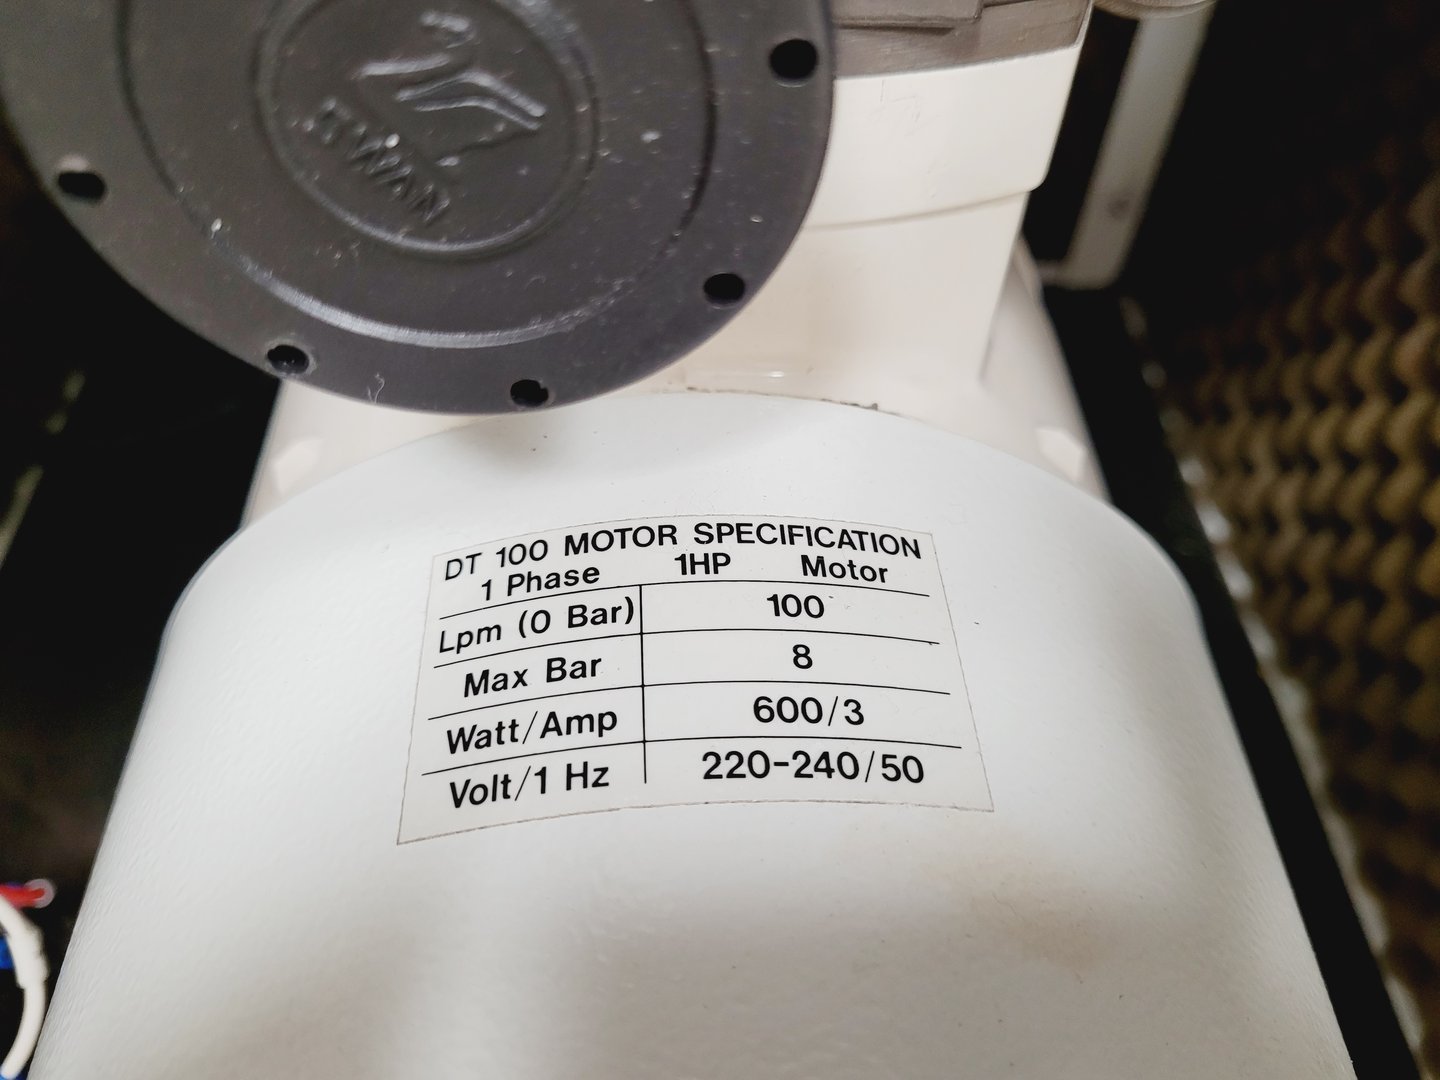 DT 100 MOTOR SPECIFICATION
1 Phase 1HP Motor
Lpm (0 Bar) 100
Max Bar 8
Watt/Amp 600/3
Volt/1 Hz 220-240/50